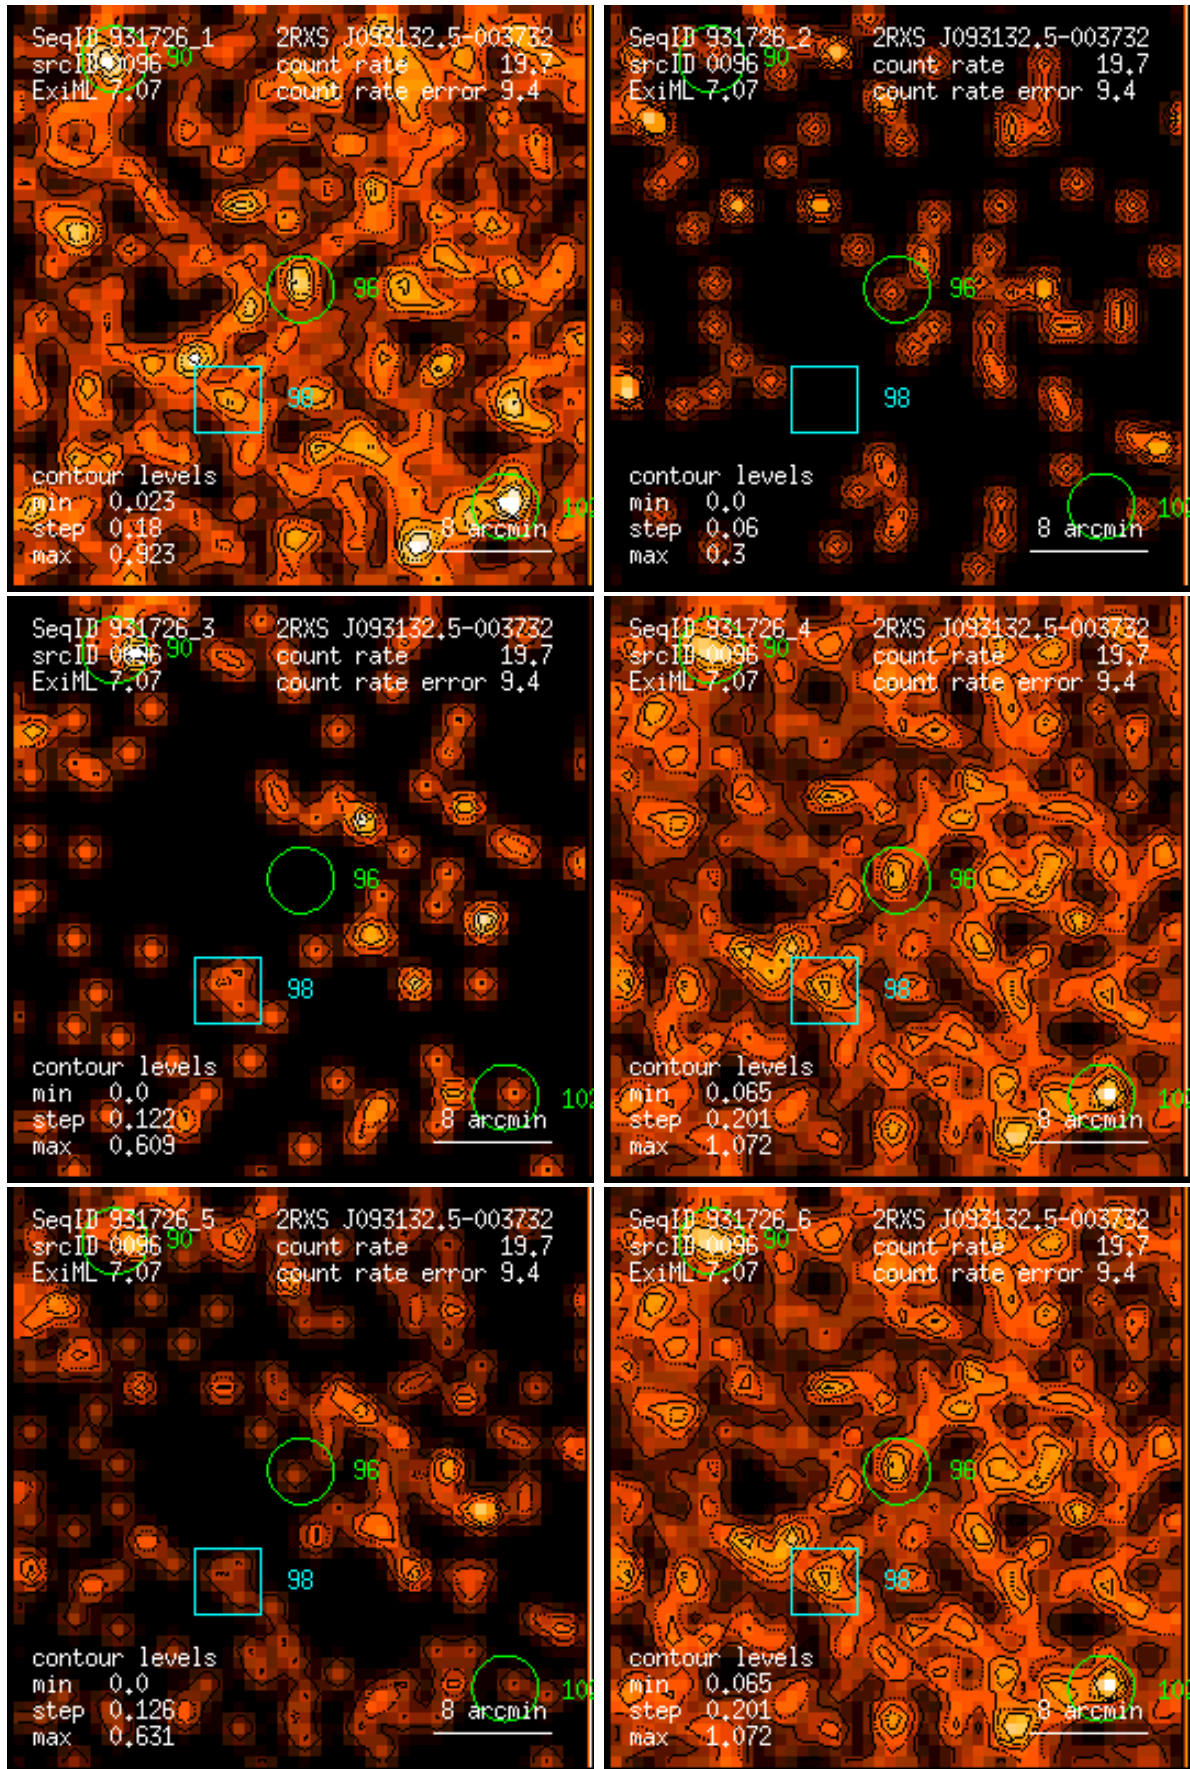 SeqID 931726_1 2RXS J093132.5-003732
srcID 0096 90 count rate 19.7
ExiML 7.07 count rate error 9.4
96
98
contour levels
min 0.023
step 0.18 8 arcmin
max 0.923
SeqID 931726_2 2RXS J093132.5-003732
srcID 0096 90 count rate 19.7
ExiML 7.07 count rate error 9.4
96
98
contour levels
min 0.0
step 0.06 8 arcmin
max 0.3
SeqID 931726_3 2RXS J093132.5-003732
srcID 0096 90 count rate 19.7
ExiML 7.07 count rate error 9.4
96
98
contour levels
min 0.0
step 0.122 8 arcmin
max 0.609
SeqID 931726_4 2RXS J093132.5-003732
srcID 0096 90 count rate 19.7
ExiML 7.07 count rate error 9.4
96
98
contour levels
min 0.065
step 0.201 8 arcmin
max 1.072
SeqID 931726_5 2RXS J093132.5-003732
srcID 0096 90 count rate 19.7
ExiML 7.07 count rate error 9.4
96
98
contour levels
min 0.0
step 0.126 8 arcmin
max 0.631
SeqID 931726_6 2RXS J093132.5-003732
srcID 0096 90 count rate 19.7
ExiML 7.07 count rate error 9.4
96
98
contour levels
min 0.065
step 0.201 8 arcmin
max 1.072